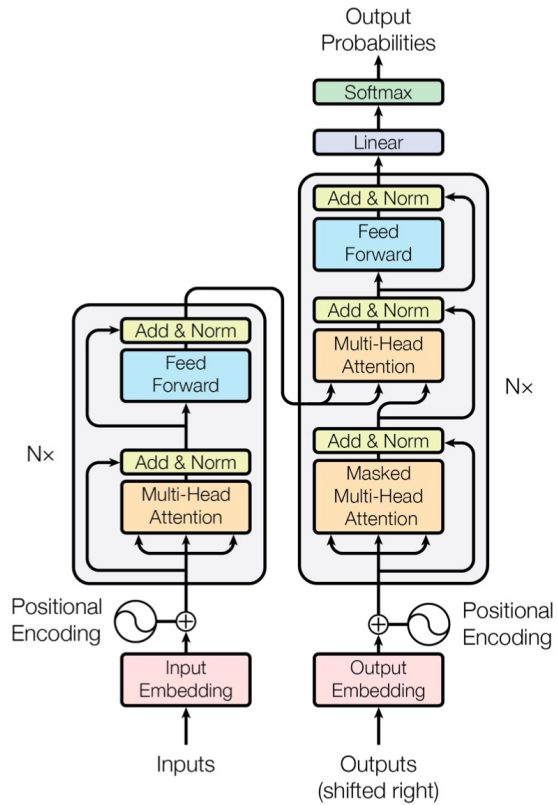 Output
Probabilities
Softmax
Linear
Add & Norm
Feed
Forward
Add & Norm
Multi-Head
Attention
Add & Norm
Masked
Multi-Head
Attention
N×
Add & Norm
Feed
Forward
Add & Norm
Multi-Head
Attention
N×
Positional
Encoding
Input
Embedding
Inputs
Positional
Encoding
Output
Embedding
Outputs
(shifted right)